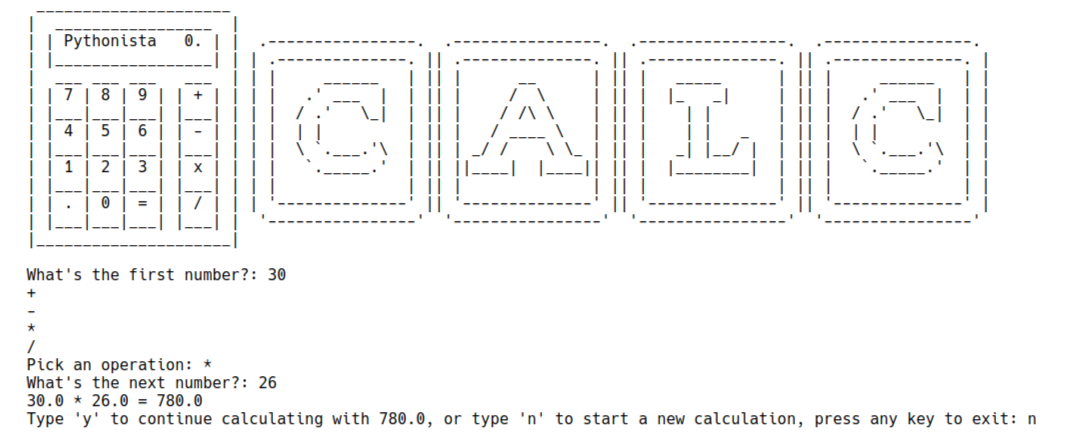 Pythonista 0.
7 8 9 +
4 5 6 -
1 2 3 x
. 0 = /
CALC
What's the first number?: 30
+
-
*
/
Pick an operation: *
What's the next number?: 26
30.0 * 26.0 = 780.0
Type 'y' to continue calculating with 780.0, or type 'n' to start a new calculation, press any key to exit: n